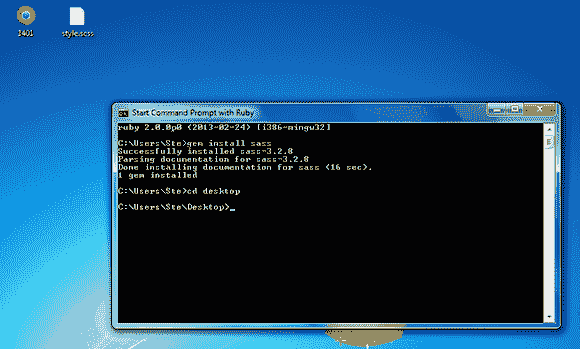 1401
style.scss
Start Command Prompt with Ruby
ruby 2.0.0p0 (2013-02-24) [i386-mingw32]
C:\Users\Ste>gem install sass
Successfully installed sass-3.2.8
Parsing documentation for sass-3.2.8
Done installing documentation for sass (16 sec).
1 gem installed
C:\Users\Ste>cd desktop
C:\Users\Ste\Desktop>_